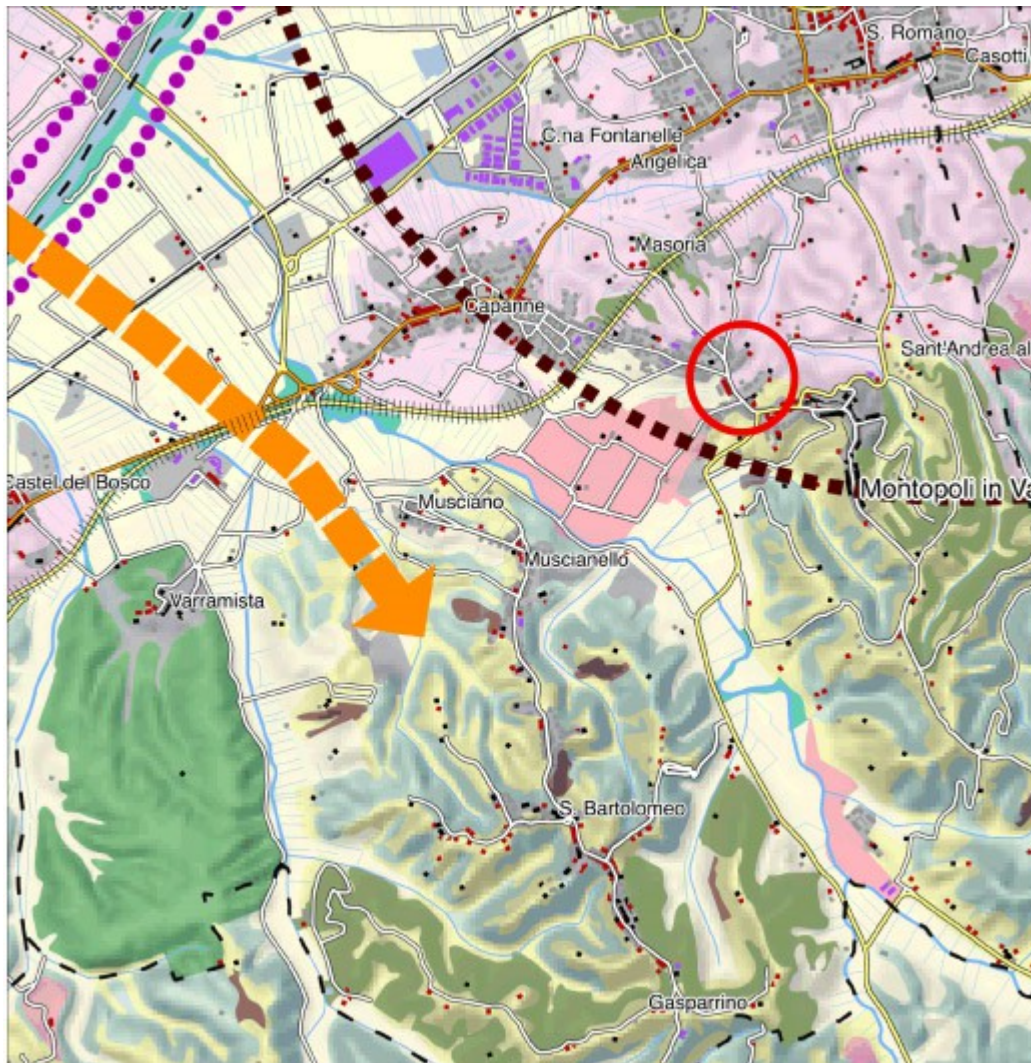 S. Romano
Casotti
C.na Fontanelle
Angelica
Masoria
Capanne
Sant'Andrea al
Castel del Bosco
Montopoli in Va
Musciano
Muscianello
Varramista
S. Bartolomeo
Gasparrino